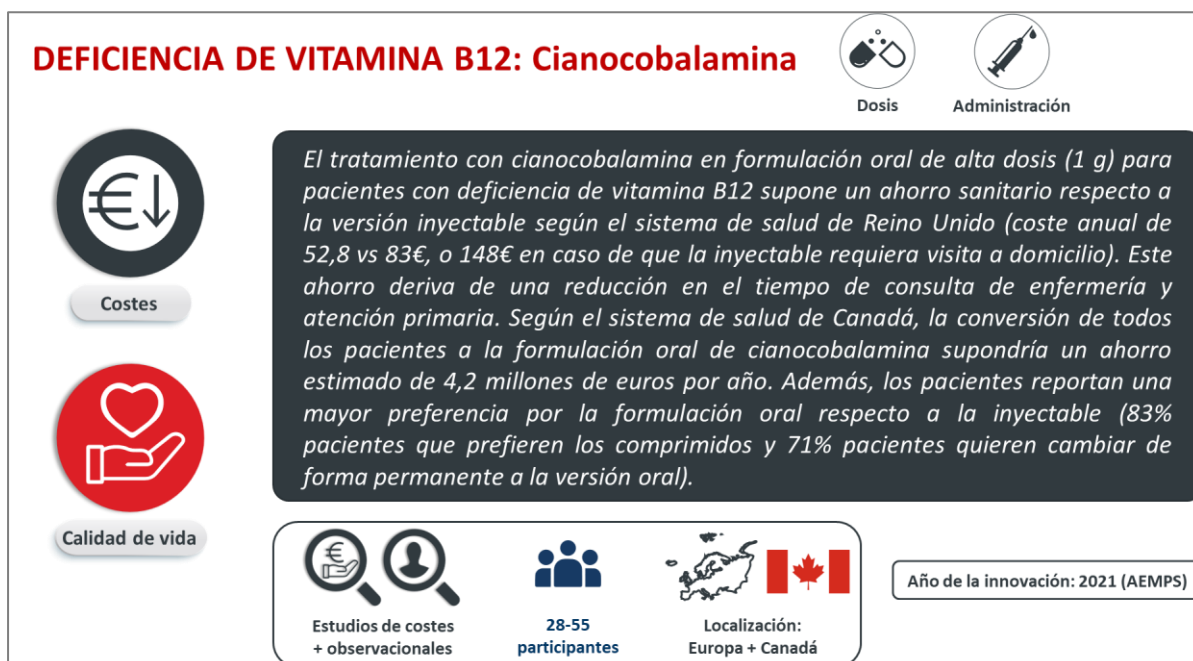 DEFICIENCIA DE VITAMINA B12: Cianocobalamina
Dosis
Administración
Costes
Calidad de vida
El tratamiento con cianocobalamina en formulación oral de alta dosis (1 g) para
pacientes con deficiencia de vitamina B12 supone un ahorro sanitario respecto a
la versión inyectable según el sistema de salud de Reino Unido (coste anual de
52,8 vs 83€, o 148€ en caso de que la inyectable requiera visita a domicilio). Este
ahorro deriva de una reducción en el tiempo de consulta de enfermería y
atención primaria. Según el sistema de salud de Canadá, la conversión de todos
los pacientes a la formulación oral de cianocobalamina supondría un ahorro
estimado de 4,2 millones de euros por año. Además, los pacientes reportan una
mayor preferencia por la formulación oral respecto a la inyectable (83%
pacientes que prefieren los comprimidos y 71% pacientes quieren cambiar de
forma permanente a la versión oral).
Estudios de costes
+ observacionales
28-55
participantes
Localización:
Europa + Canadá
Año de la innovación: 2021 (AEMPS)